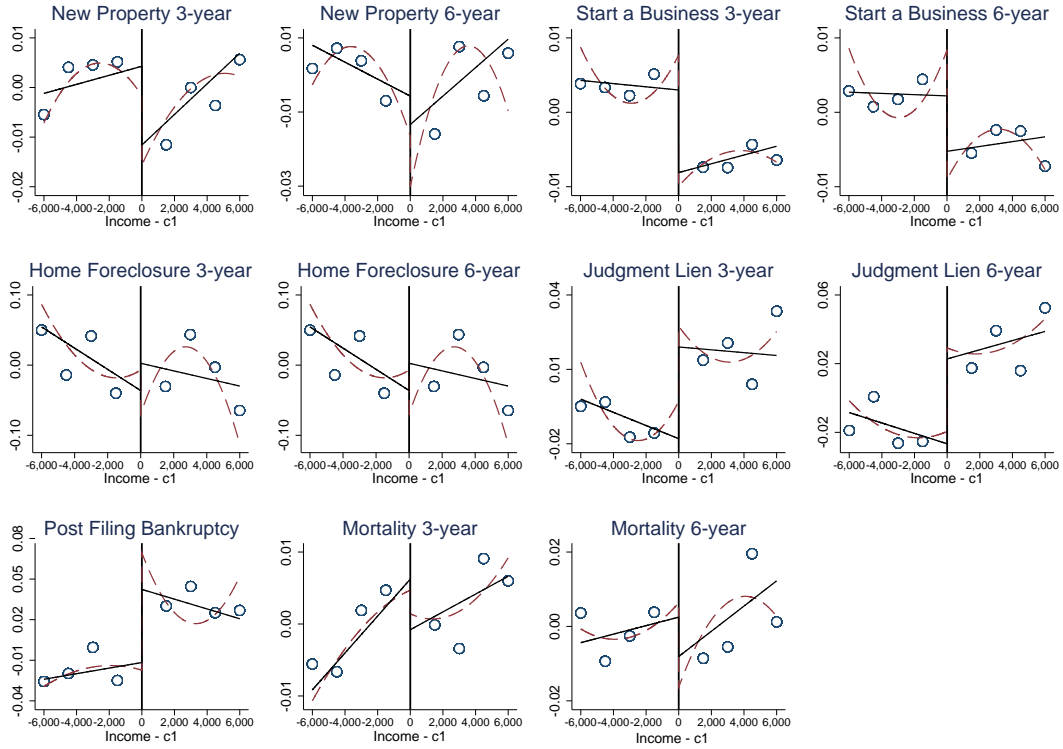 New Property 3-year
0.01
0.00
-0.01
-0.02
-6,000 -4,000 -2,000 0 2,000 4,000 6,000
Income - c1
New Property 6-year
0.01
-0.01
-0.03
-6,000 -4,000 -2,000 0 2,000 4,000 6,000
Income - c1
Start a Business 3-year
0.01
0.00
-0.01
-6,000 -4,000 -2,000 0 2,000 4,000 6,000
Income - c1
Start a Business 6-year
0.01
0.00
-0.01
-6,000 -4,000 -2,000 0 2,000 4,000 6,000
Income - c1
Home Foreclosure 3-year
0.10
0.00
-0.10
-6,000 -4,000 -2,000 0 2,000 4,000 6,000
Income - c1
Home Foreclosure 6-year
0.10
0.00
-0.10
-6,000 -4,000 -2,000 0 2,000 4,000 6,000
Income - c1
Judgment Lien 3-year
0.04
0.01
-0.02
-6,000 -4,000 -2,000 0 2,000 4,000 6,000
Income - c1
Judgment Lien 6-year
0.06
0.02
-0.02
-6,000 -4,000 -2,000 0 2,000 4,000 6,000
Income - c1
Post Filing Bankruptcy
0.08
0.05
0.02
-0.01
-0.04
-6,000 -4,000 -2,000 0 2,000 4,000 6,000
Income - c1
Mortality 3-year
0.01
0.00
-0.01
-6,000 -4,000 -2,000 0 2,000 4,000 6,000
Income - c1
Mortality 6-year
0.02
0.00
-0.02
-6,000 -4,000 -2,000 0 2,000 4,000 6,000
Income - c1